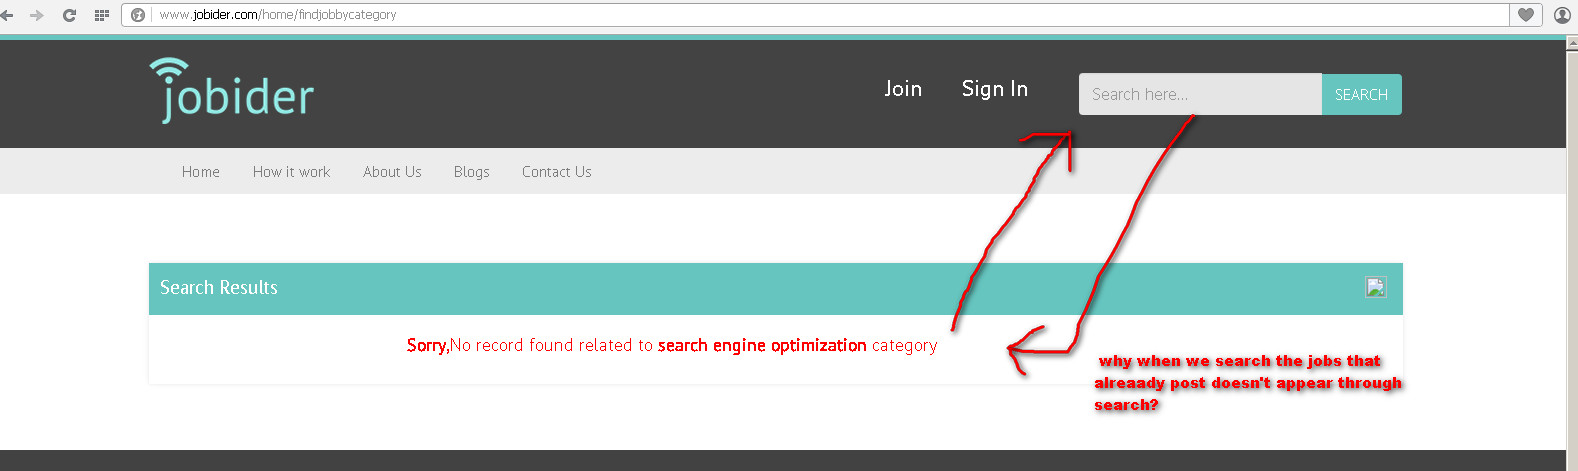 www.jobider.com/home/findjobbycategory
jobider
Join Sign In Search here... SEARCH
Home How it work About Us Blogs Contact Us
Search Results
Sorry,No record found related to search engine optimization category
why when we search the jobs that
alreaady post doesn't appear through
search?